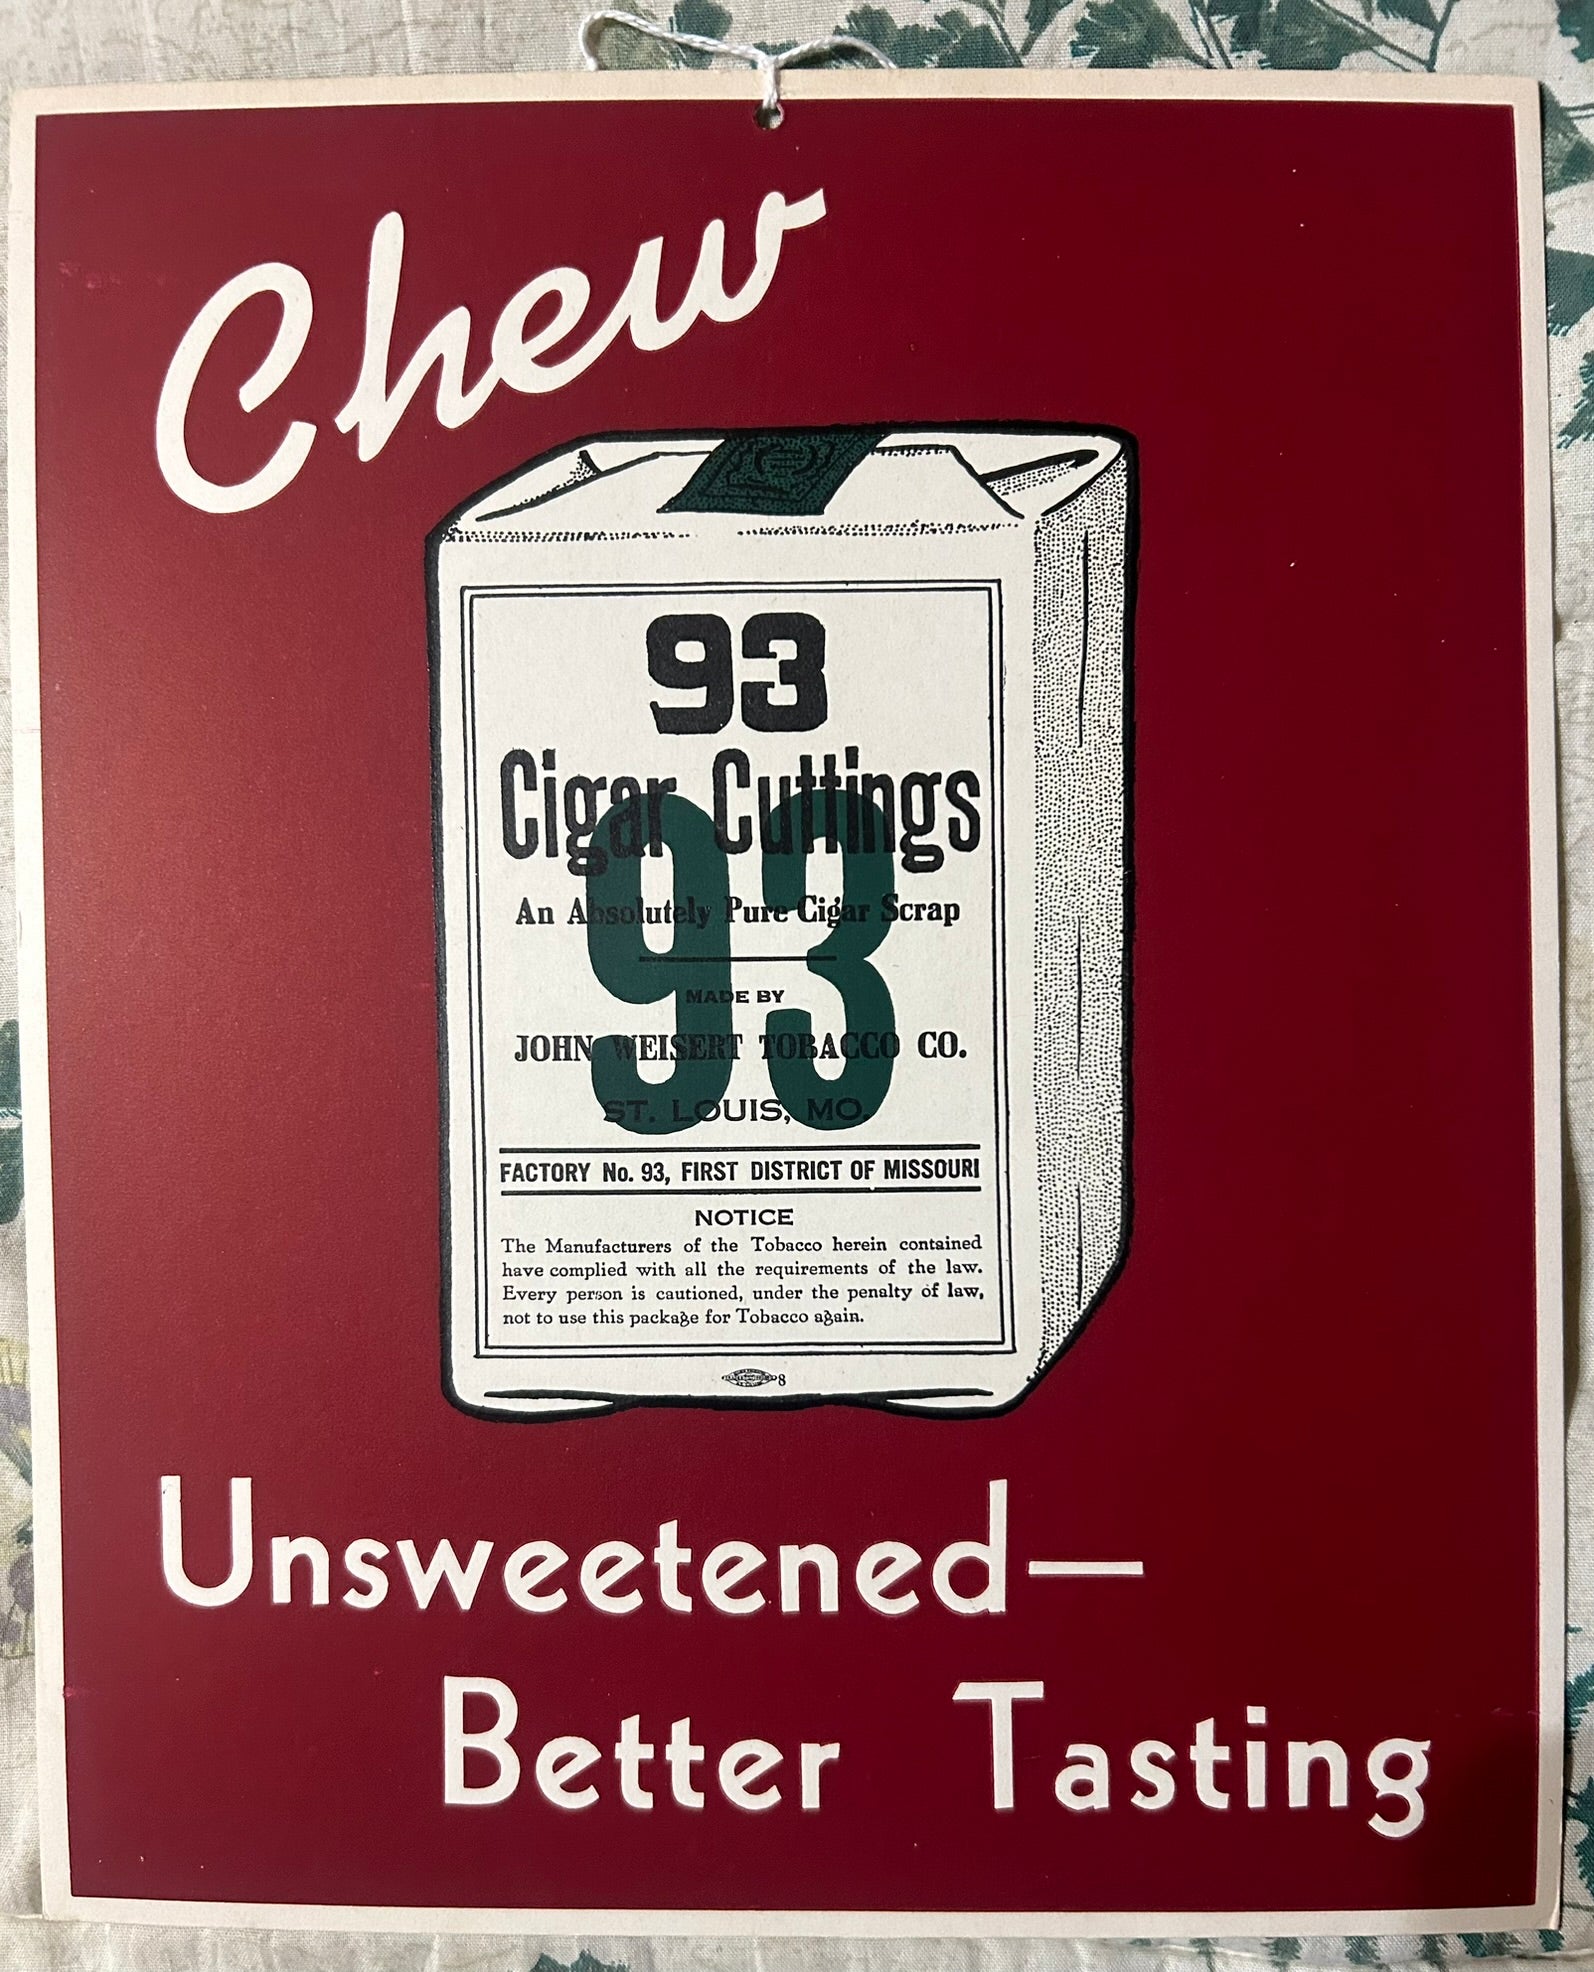 Chew
93
Cigar Cuttings
93
An Absolutely Pure Cigar Scrap
MADE BY
JOHN WEISERT TOBACCO CO.
ST. LOUIS, MO.
FACTORY No. 93, FIRST DISTRICT OF MISSOURI
NOTICE
The Manufacturers of the Tobacco herein contained
have complied with all the requirements of the law.
Every person is cautioned, under the penalty of law,
not to use this package for Tobacco again.
8
Unsweetened—
Better Tasting